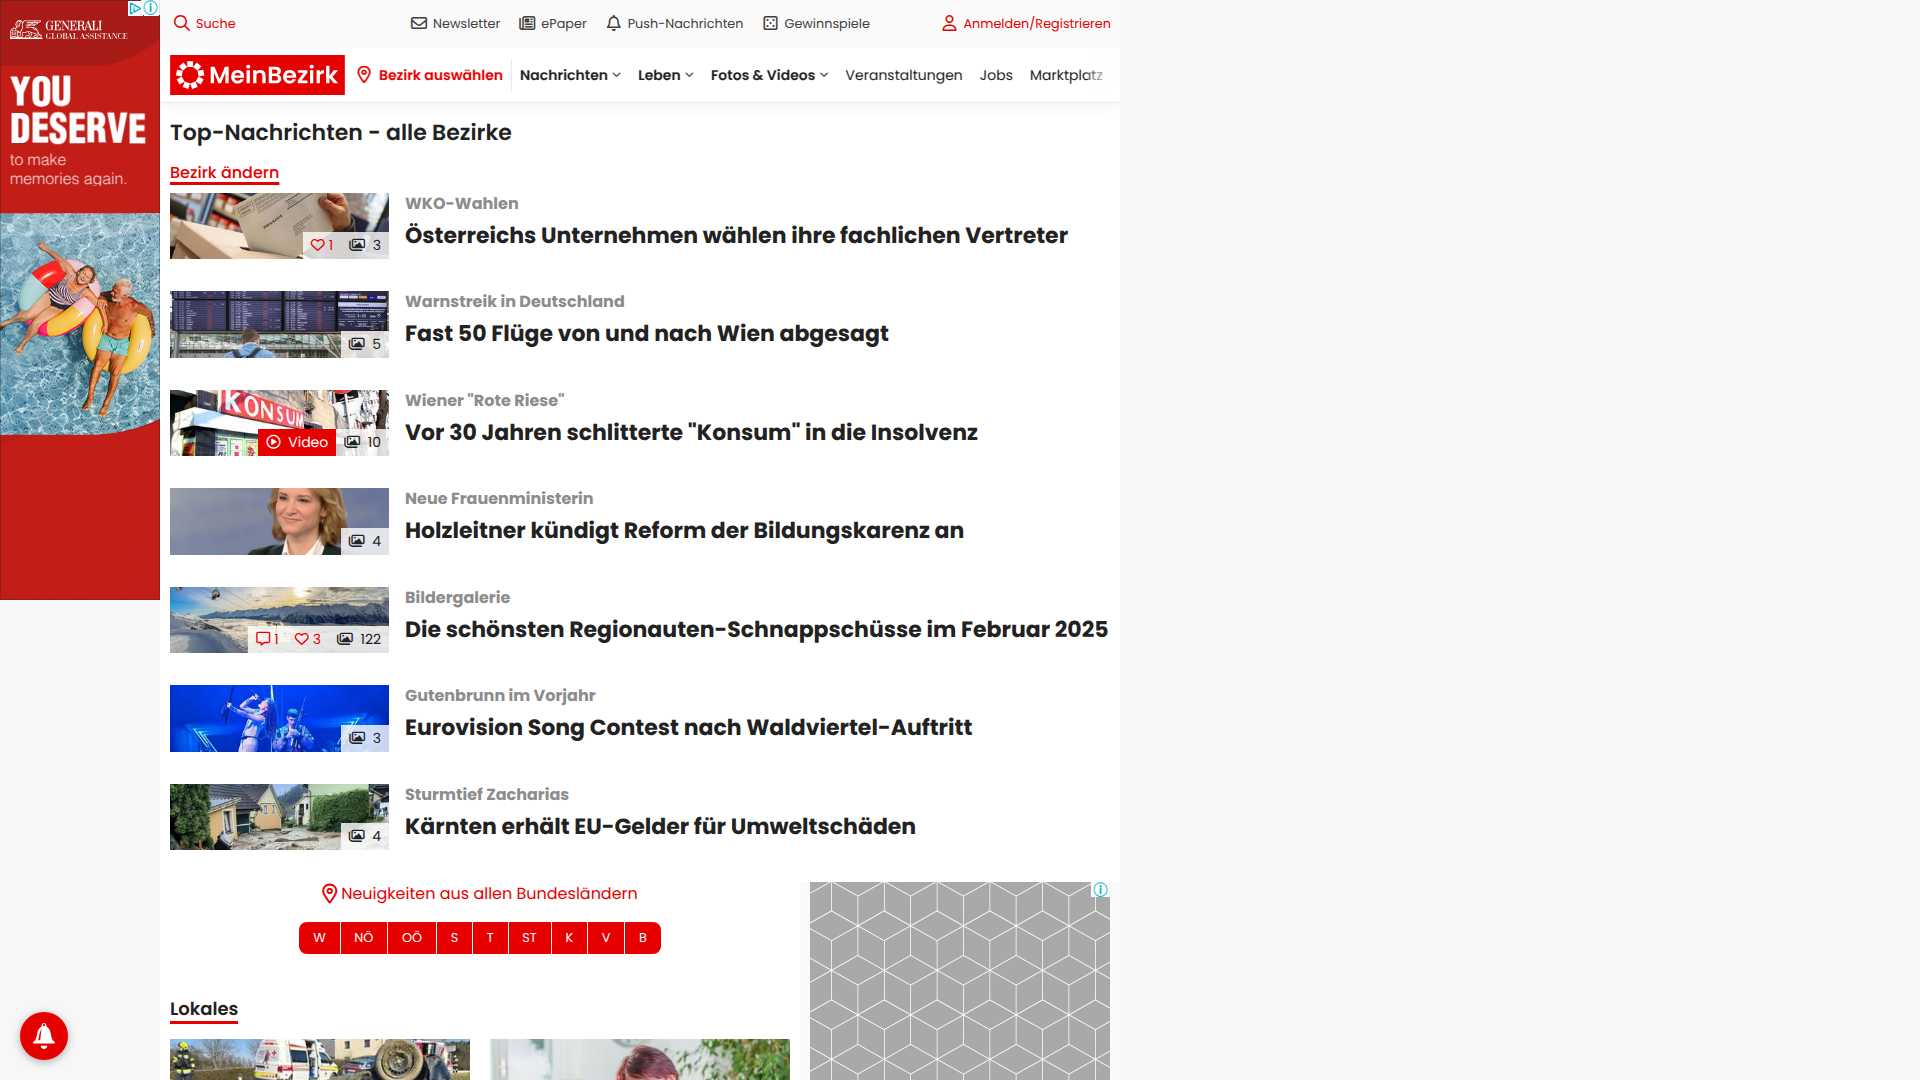 GENERALI
GLOBAL ASSISTANCE
YOU
DESERVE
to make
memories again.
Suche
Newsletter
ePaper
Push-Nachrichten
Gewinnspiele
Anmelden/Registrieren
MeinBezirk
Bezirk auswählen
Nachrichten
Leben
Fotos & Videos
Veranstaltungen
Jobs
Marktplatz
Top-Nachrichten - alle Bezirke
Bezirk ändern
1
3
WKO-Wahlen
Österreichs Unternehmen wählen ihre fachlichen Vertreter
5
Warnstreik in Deutschland
Fast 50 Flüge von und nach Wien abgesagt
KONSUM
Video
10
Wiener "Rote Riese"
Vor 30 Jahren schlitterte "Konsum" in die Insolvenz
4
Neue Frauenministerin
Holzleitner kündigt Reform der Bildungskarenz an
1
3
122
Bildergalerie
Die schönsten Regionauten-Schnappschüsse im Februar 2025
3
Gutenbrunn im Vorjahr
Eurovision Song Contest nach Waldviertel-Auftritt
4
Sturmtief Zacharias
Kärnten erhält EU-Gelder für Umweltschäden
Neuigkeiten aus allen Bundesländern
W
NÖ
OÖ
S
T
ST
K
V
B
Lokales